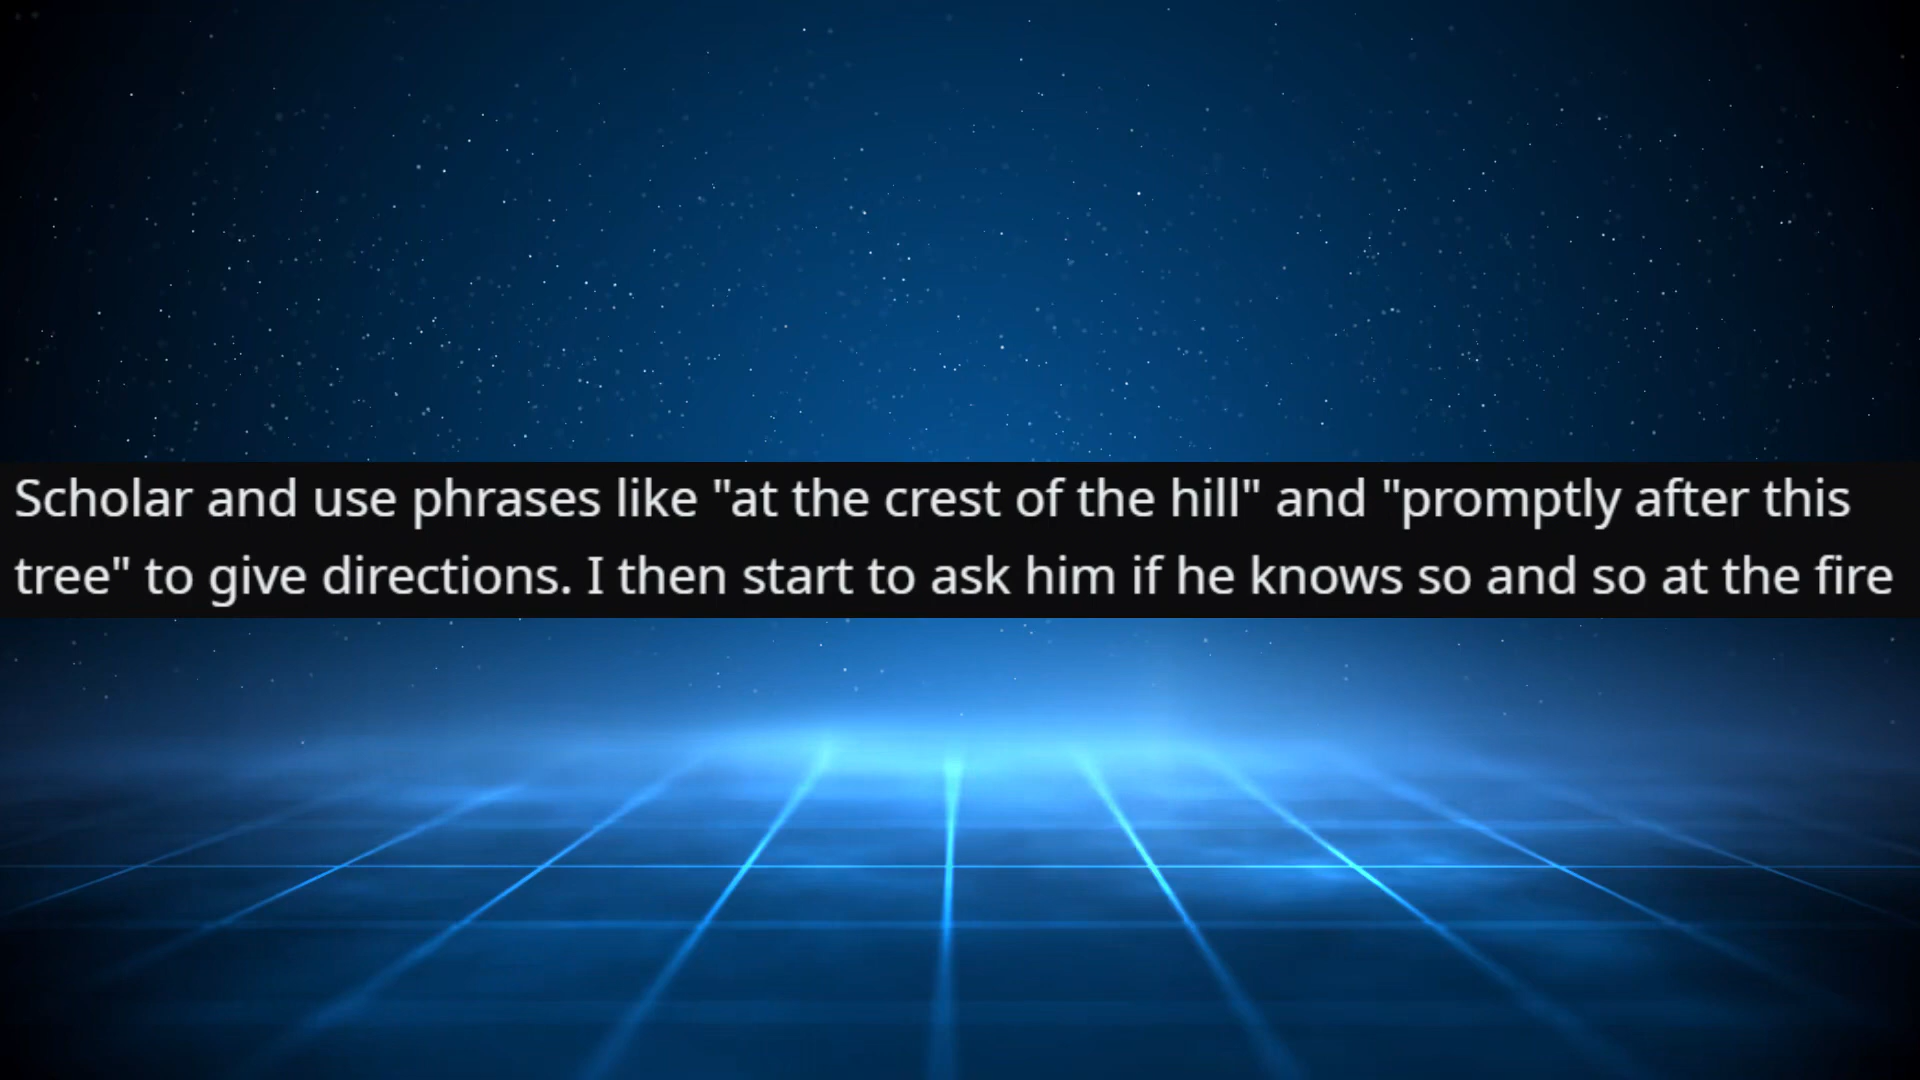 Scholar and use phrases like "at the crest of the hill" and "promptly after this
tree" to give directions. I then start to ask him if he knows so and so at the fire